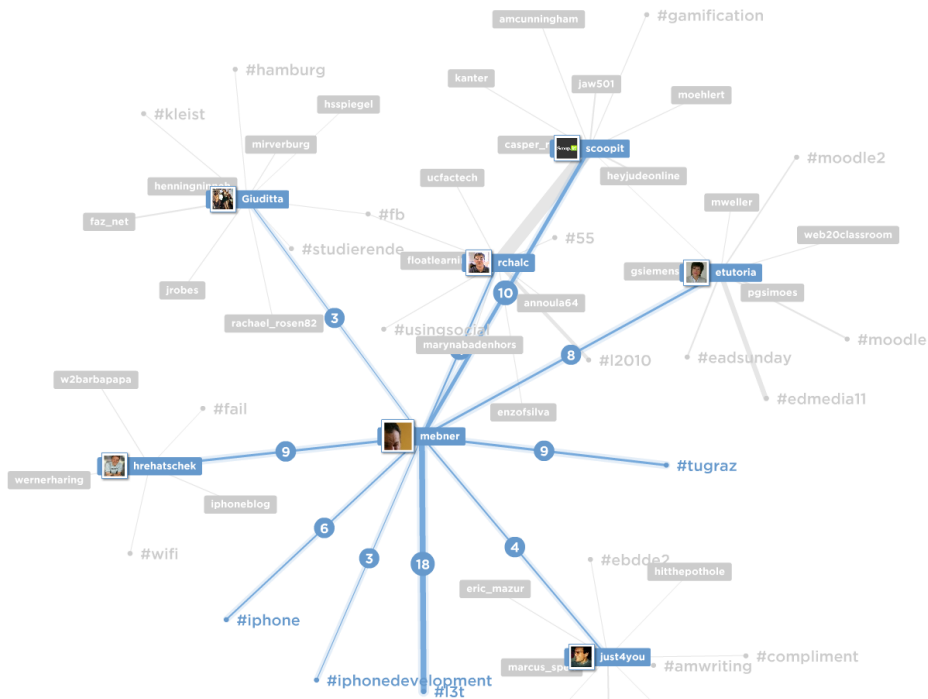 amcunningham
#gamification
#hamburg
kanter
jaw501
moehlert
hsspiegel
#kleist
mirverburg
scoopit
#moodle2
ucfactech
heyjudeonline
Giuditta
mweller
faz_net
#fb
web20classroom
#55
#studierende
rchalc
gsiemens
etutoria
jrobes
10
annoula64
pgsimoes
3
rachael_rosen82
#usingsocial
#moodle
marynabadenhors
8
#l2010
#eadsunday
w2barbapapa
#edmedia11
#fail
enzofsilva
mebner
9
9
hrehatschek
#tugraz
wernerharing
iphoneblog
6
4
#wifi
3
18
#ebdde2
hitthepothole
eric_mazur
#iphone
just4you
#compliment
#amwriting
#iphonedevelopment
#l3t